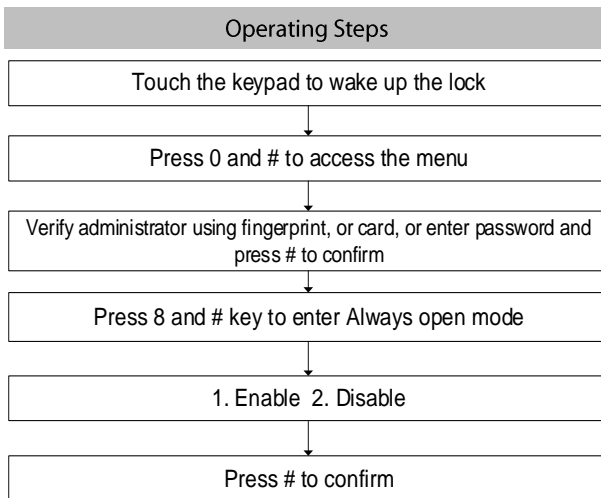 Operating Steps
Touch the keypad to wake up the lock
Press 0 and # to access the menu
Verify administrator using fingerprint, or card, or enter password and
press # to confirm
Press 8 and # key to enter Always open mode
1. Enable 2. Disable
Press # to confirm